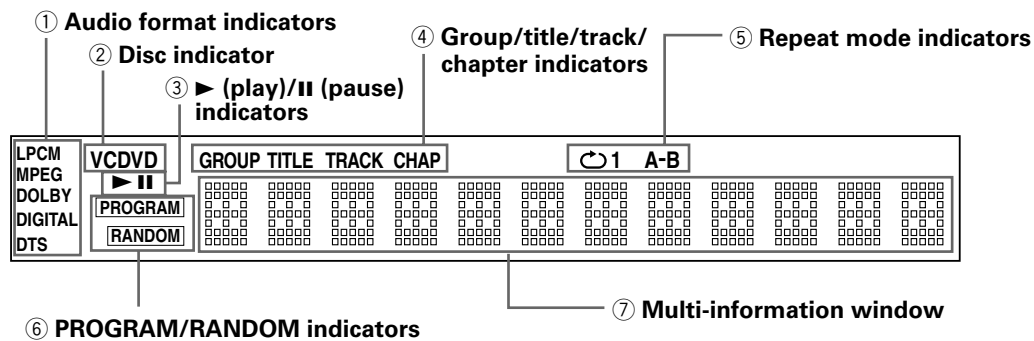 ① Audio format indicators
② Disc indicator
③ ► (play)/II (pause)
indicators
④ Group/title/track/
chapter indicators
⑤ Repeat mode indicators
LPCM
MPEG
DOLBY
DIGITAL
DTS
VCDVD
► II
PROGRAM
RANDOM
GROUP TITLE TRACK CHAP
1 A-B
⑥ PROGRAM/RANDOM indicators
⑦ Multi-information window